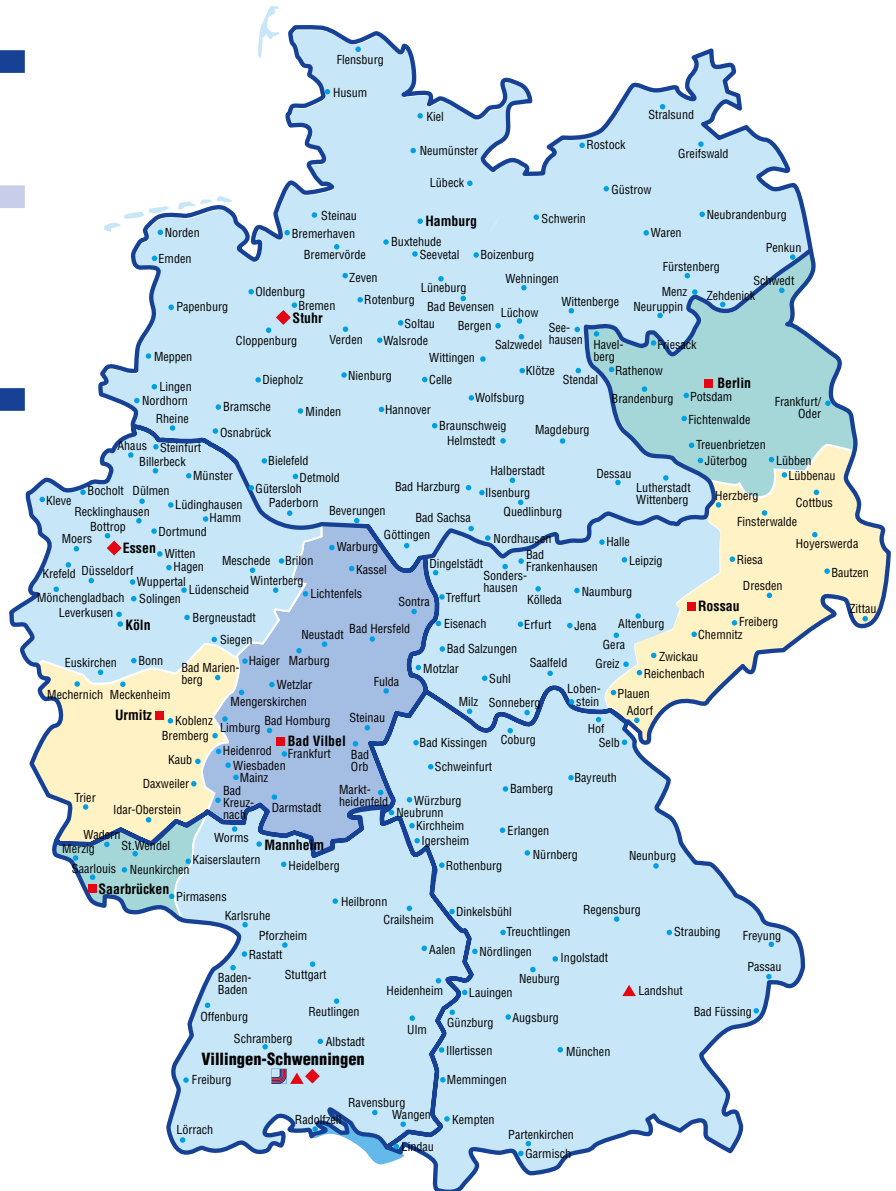 Flensburg
Husum
Kiel
Stralsund
Neumünster
Rostock
Greifswald
Lübeck
Güstrow
Steinau
Hamburg
Schwerin
Neubrandenburg
Norden
Bremerhaven
Buxtehude
Waren
Bremervörde
Seevetal
Boizenburg
Penkun
Emden
Zeven
Lüneburg
Wehningen
Fürstenberg
Schwedt
Oldenburg
Rotenburg
Menz
Zehdenick
Papenburg
Bremen
Bad Bevensen
Lüchow
Wittenberge
Neuruppin
Stuhr
Soltau
Bergen
See-
hausen
Havel-
berg
Friesack
Cloppenburg
Verden
Walsrode
Salzwedel
Meppen
Wittingen
Klötze
Stendal
Rathenow
Lingen
Diepholz
Nienburg
Celle
Berlin
Nordhorn
Wolfsburg
Brandenburg
Potsdam
Frankfurt/
Oder
Bramsche
Minden
Hannover
Rheine
Osnabrück
Braunschweig
Helmstedt
Magdeburg
Fichtenwalde
Ahaus
Steinfurt
Billerbeck
Bielefeld
Treuenbrietzen
Jüterbog
Lübben
Münster
Detmold
Halberstadt
Dessau
Lutherstadt
Wittenberg
Lübbenau
Kleve
Bocholt
Dülmen
Gütersloh
Bad Harzburg
Ilsenburg
Cottbus
Recklinghausen
Lüdinghausen
Paderborn
Beverungen
Quedlinburg
Herzberg
Finsterwalde
Bottrop
Hamm
Bad Sachsa
Moers
Dortmund
Göttingen
Nordhausen
Halle
Hoyerswerda
Essen
Witten
Meschede
Brilon
Warburg
Bad
Frankenhausen
Leipzig
Riesa
Krefeld
Düsseldorf
Hagen
Kassel
Dingelstädt
Sonders-
hausen
Bautzen
Wuppertal
Winterberg
Lichtenfels
Treffurt
Kölleda
Naumburg
Dresden
Mönchengladbach
Solingen
Lüdenscheid
Sontra
Rossau
Zittau
Leverkusen
Bergneustadt
Eisenach
Erfurt
Jena
Altenburg
Freiberg
Köln
Siegen
Neustadt
Bad Hersfeld
Gera
Chemnitz
Bad Salzungen
Euskirchen
Bonn
Bad Marien-
berg
Haiger
Marburg
Motzlar
Saalfeld
Greiz
Zwickau
Mechernich
Meckenheim
Wetzlar
Fulda
Suhl
Reichenbach
Mengerskirchen
Loben-
stein
Plauen
Urmitz
Koblenz
Limburg
Bad Homburg
Steinau
Milz
Sonneberg
Adorf
Bremberg
Bad Vilbel
Bad Kissingen
Coburg
Hof
Selb
Kaub
Heidenrod
Frankfurt
Bad
Orb
Wiesbaden
Schweinfurt
Daxweiler
Mainz
Bayreuth
Trier
Bad
Kreuz-
nach
Markt-
heidenfeld
Bamberg
Idar-Oberstein
Darmstadt
Würzburg
Neubrunn
Wadern
Worms
Kirchheim
Erlangen
Merzig
St.Wendel
Mannheim
Igersheim
Nürnberg
Saarlouis
Neunkirchen
Kaiserslautern
Heidelberg
Rothenburg
Neunburg
Saarbrücken
Pirmasens
Heilbronn
Karlsruhe
Crailsheim
Dinkelsbühl
Regensburg
Pforzheim
Treuchtlingen
Straubing
Freyung
Rastatt
Aalen
Nördlingen
Ingolstadt
Baden-
Baden
Stuttgart
Neuburg
Passau
Heidenheim
Lauingen
Landshut
Offenburg
Reutlingen
Ulm
Günzburg
Augsburg
Bad Füssing
Schramberg
Albstadt
Illertissen
München
Villingen-Schwenningen
Freiburg
Memmingen
Ravensburg
Radolfzell
Wangen
Kempten
Lörrach
Lindau
Partenkirchen
Garmisch